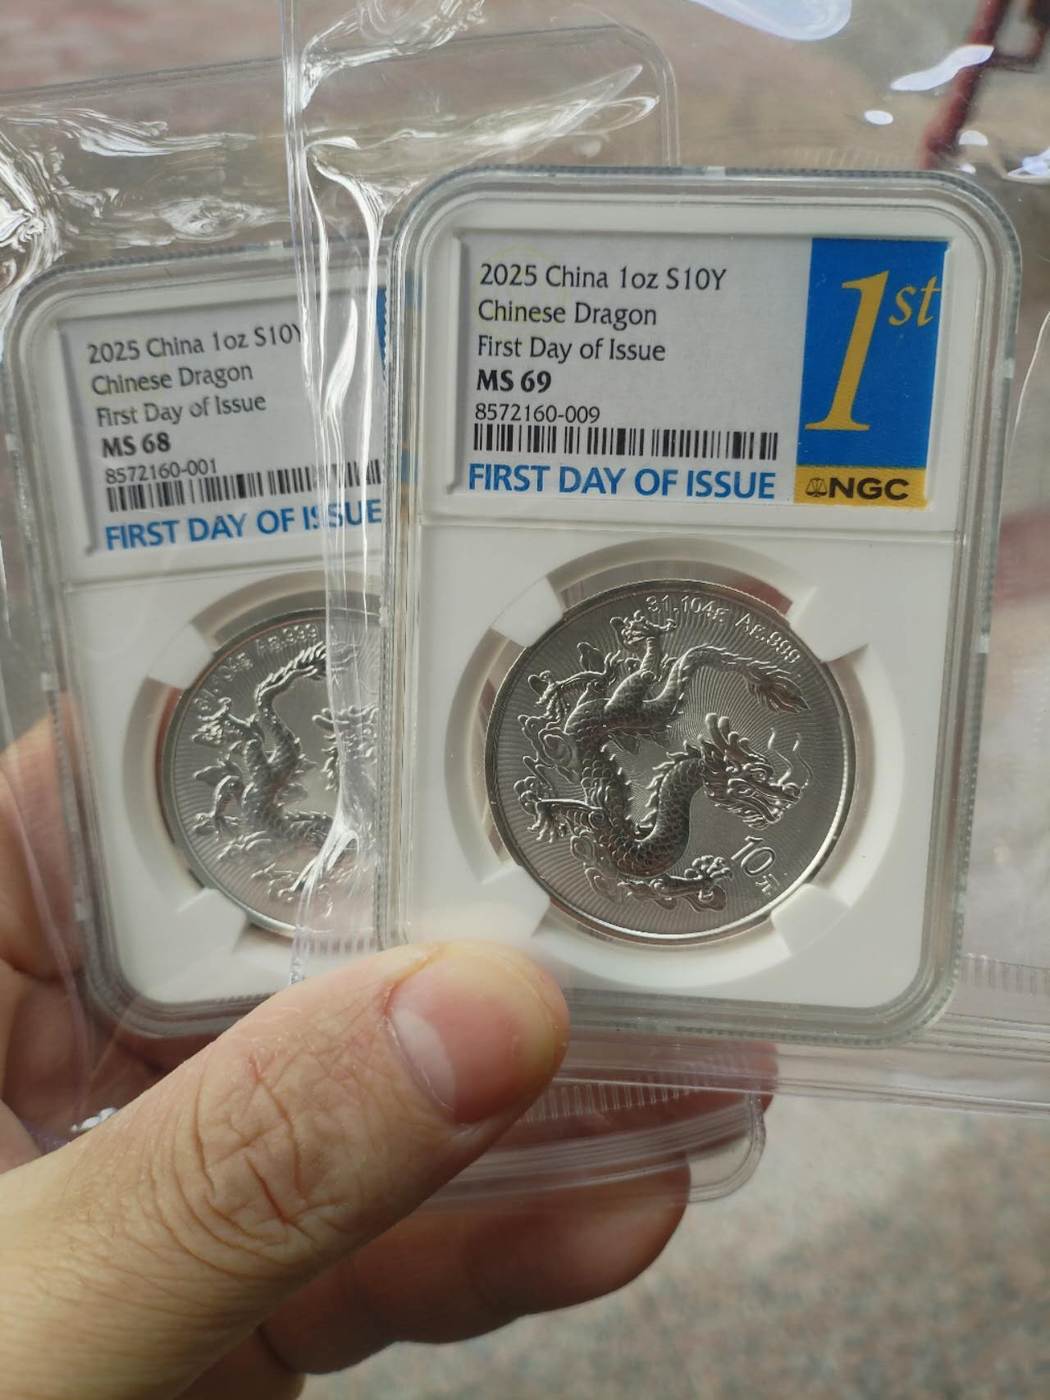 2025 China 1oz S10Y
Chinese Dragon
First Day of Issue
MS 68
8572160-001
FIRST DAY OF ISSUE
2025 China 1oz S10Y
Chinese Dragon
First Day of Issue
MS 69
8572160-009
FIRST DAY OF ISSUE
1st
NGC
31.104g Ag.999
10元
Ag.999